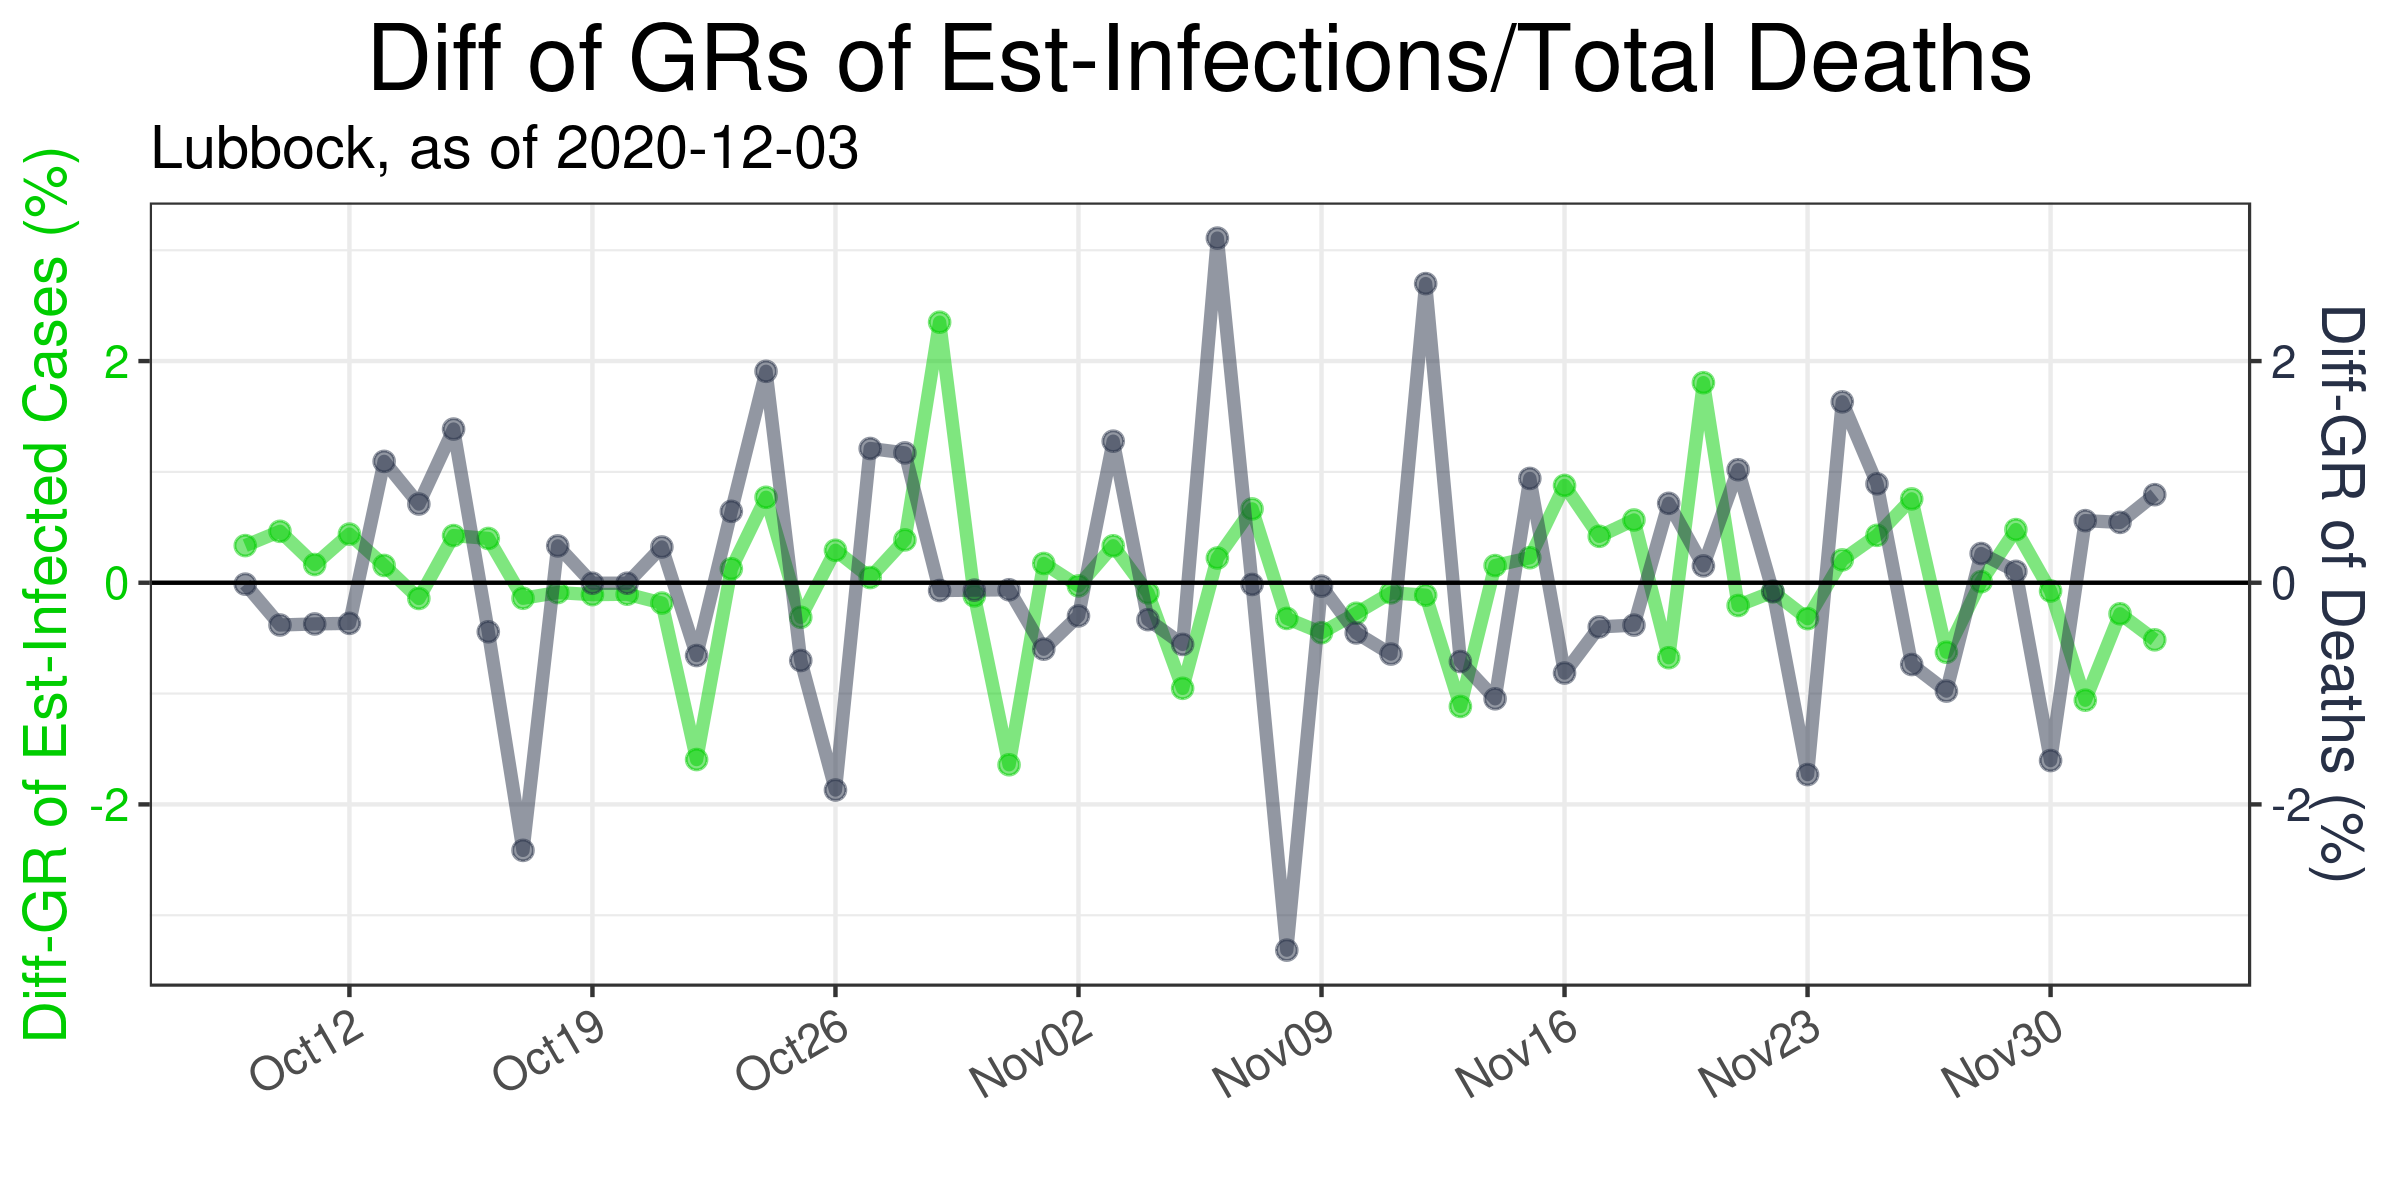 Diff of GRs of Est-Infections/Total Deaths
Lubbock, as of 2020-12-03
Diff-GR of Est-Infected Cases (%)
2
0
-2
2
0
-2
Diff-GR of Deaths (%)
Oct12
Oct19
Oct26
Nov02
Nov09
Nov16
Nov23
Nov30